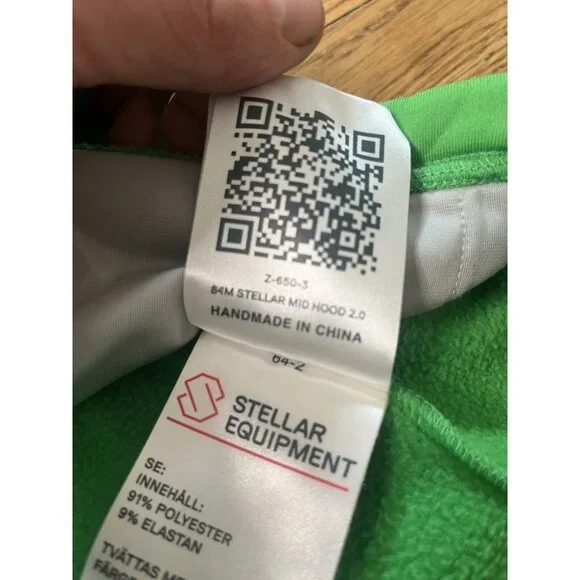 Z-650-3
84M STELLAR MID HOOD 2.0
HANDMADE IN CHINA
64-2
STELLAR
EQUIPMENT
SE:
INNEHÅLL:
91% POLYESTER
9% ELASTAN
TVÄTTAS